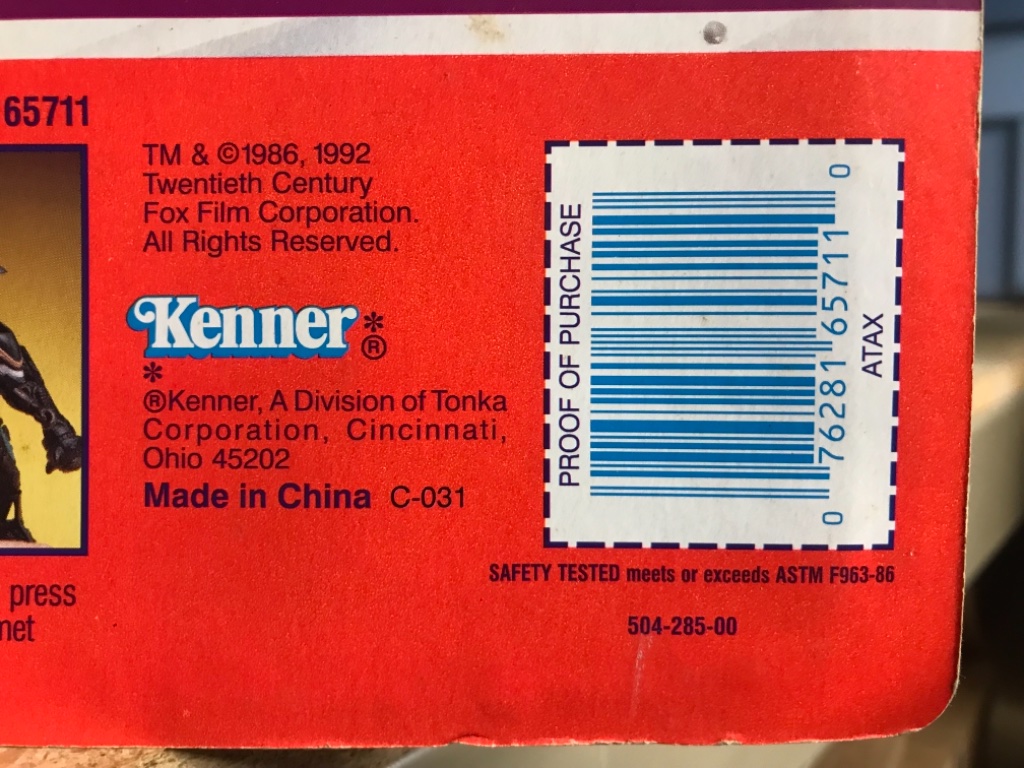 65711
TM & ©1986, 1992
Twentieth Century
Fox Film Corporation.
All Rights Reserved.
Kenner*®
*
®Kenner, A Division of Tonka
Corporation, Cincinnati,
Ohio 45202
Made in China C-031
PROOF OF PURCHASE
0 76281 65711 0
ATAX
SAFETY TESTED meets or exceeds ASTM F963-86
504-285-00
press